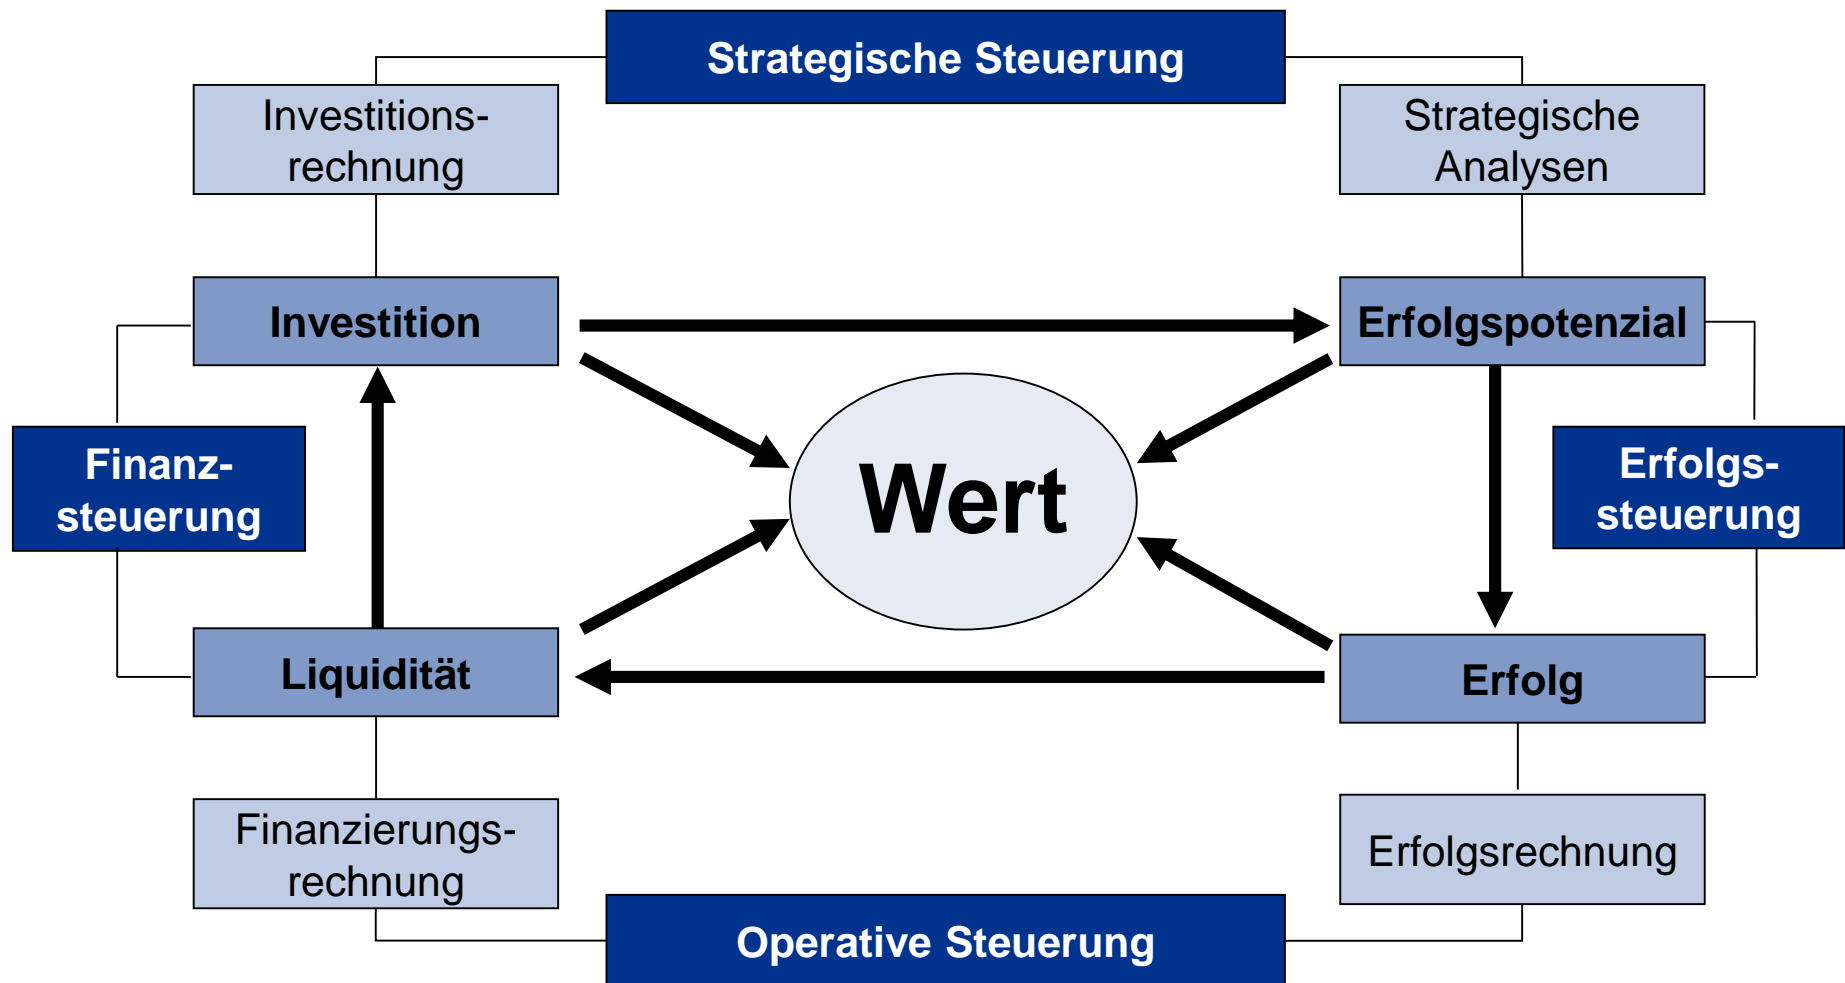 Strategische Steuerung
Investitions-
rechnung
Strategische
Analysen
Investition
Erfolgspotenzial
Finanz-
steuerung
Wert
Erfolgs-
steuerung
Liquidität
Erfolg
Finanzierungs-
rechnung
Erfolgsrechnung
Operative Steuerung